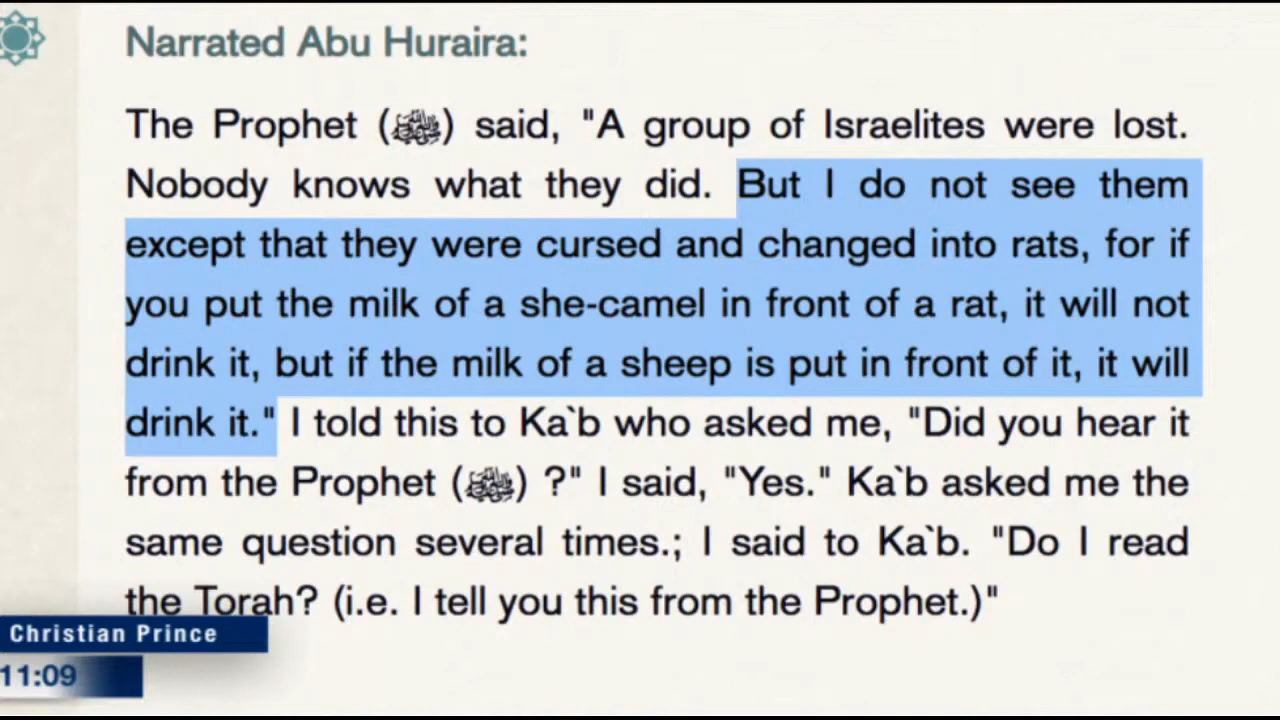 Narrated Abu Huraira:
The Prophet (ﷺ) said, "A group of Israelites were lost.
Nobody knows what they did. But I do not see them
except that they were cursed and changed into rats, for if
you put the milk of a she-camel in front of a rat, it will not
drink it, but if the milk of a sheep is put in front of it, it will
drink it." I told this to Ka`b who asked me, "Did you hear it
from the Prophet (ﷺ) ?" I said, "Yes." Ka`b asked me the
same question several times.; I said to Ka`b. "Do I read
the Torah? (i.e. I tell you this from the Prophet.)"
Christian Prince
11:09